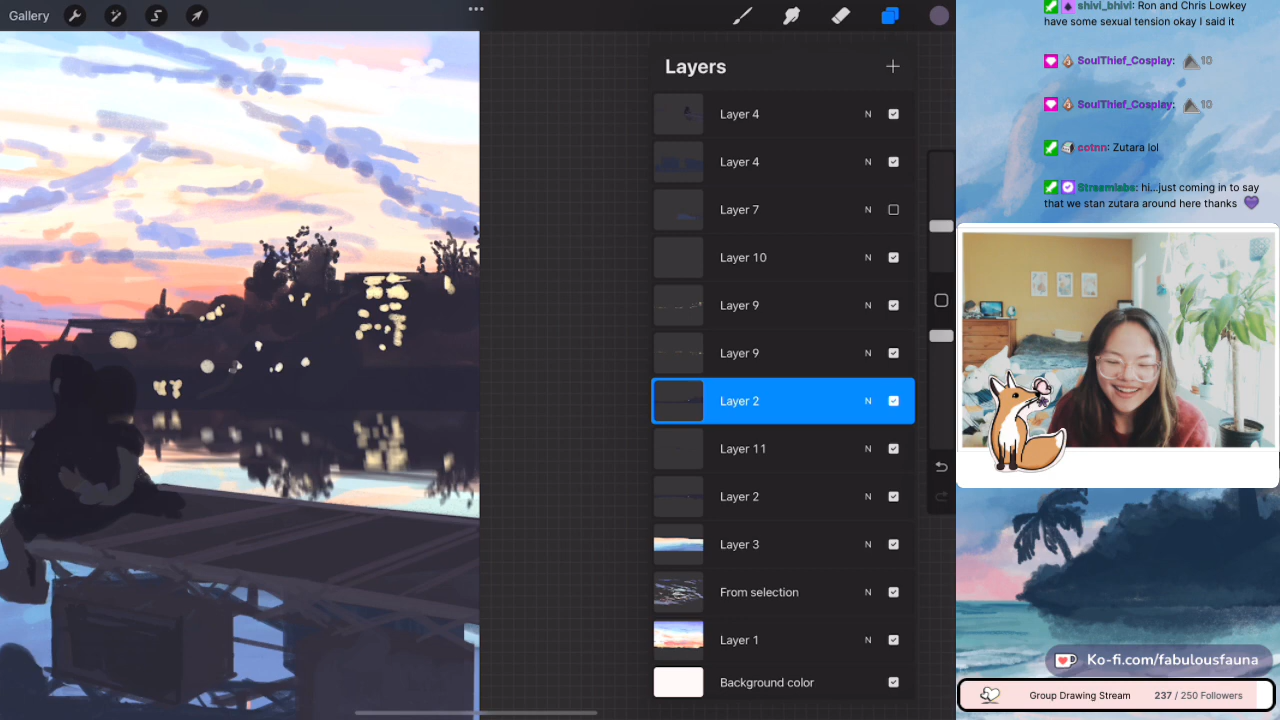 Gallery
Layers
Layer 4 N
Layer 4 N
Layer 7 N
Layer 10 N
Layer 9 N
Layer 9 N
Layer 2 N
Layer 11 N
Layer 2 N
Layer 3 N
From selection N
Layer 1 N
Background color
shivi_bhivi: Ron and Chris Lowkey
have some sexual tension okay I said it
SoulThief_Cosplay: 10
SoulThief_Cosplay: 10
cotnn: Zutara lol
Streamlabs: hi...just coming in to say
that we stan zutara around here thanks
Ko-fi.com/fabulousfauna
Group Drawing Stream 237 / 250 Followers